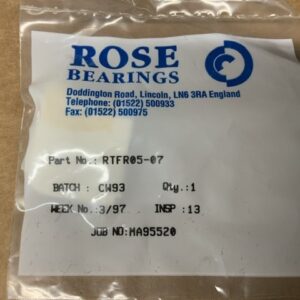 ROSE
BEARINGS
Doddington Road, Lincoln, LN6 3RA England
Telephone: (01522) 500933
Fax: (01522) 500975
Part No.: RTFR05-07
BATCH : CW93 Qty.:1
WEEK No.:3/97 INSP :13
JOB NO:MA95520